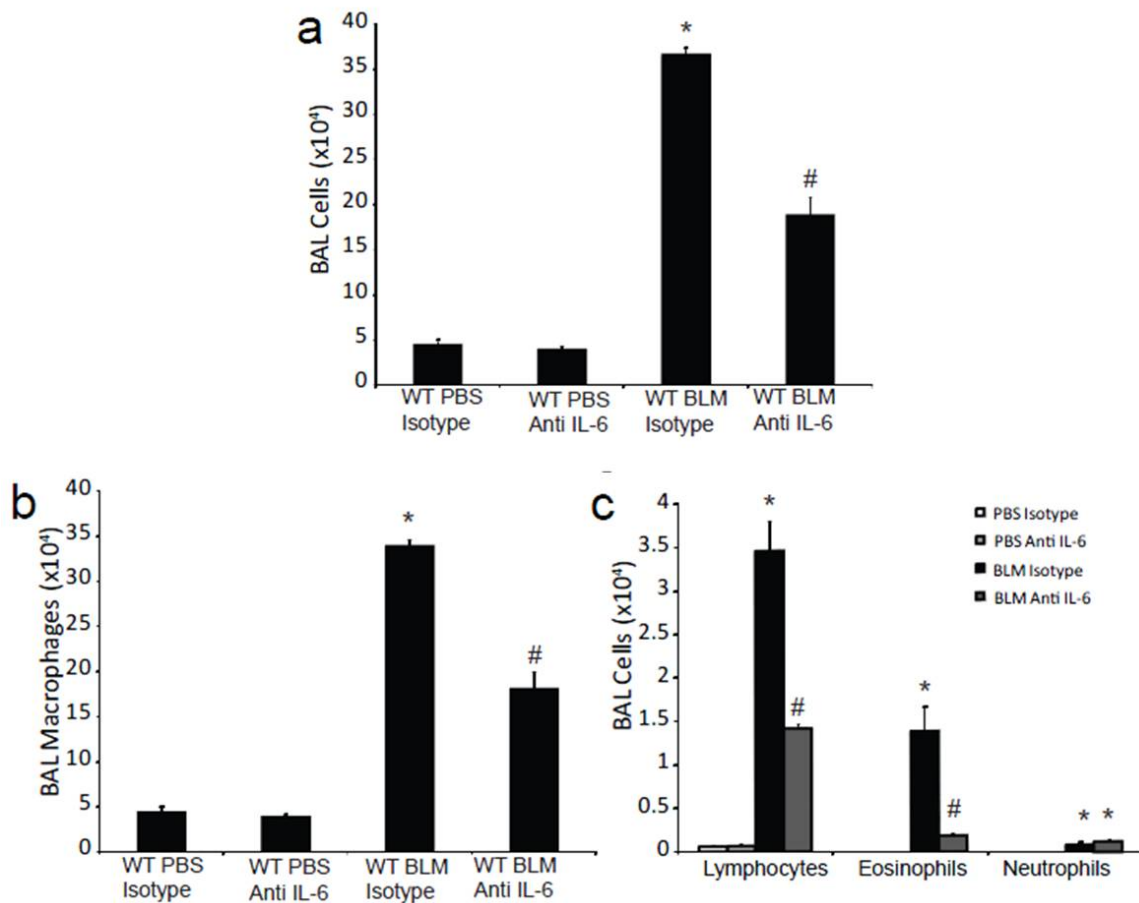 a
BAL Cells (x10⁴)
40
35
30
25
20
15
10
5
0
*
#
WT PBS
Isotype
WT PBS
Anti IL-6
WT BLM
Isotype
WT BLM
Anti IL-6
b
BAL Macrophages (x10⁴)
40
35
30
25
20
15
10
5
0
*
#
WT PBS
Isotype
WT PBS
Anti IL-6
WT BLM
Isotype
WT BLM
Anti IL-6
c
BAL Cells (x10⁴)
4
3.5
3
2.5
2
1.5
1
0.5
0
*
#
*
#
* *
PBS Isotype
PBS Anti IL-6
BLM Isotype
BLM Anti IL-6
Lymphocytes Eosinophils Neutrophils